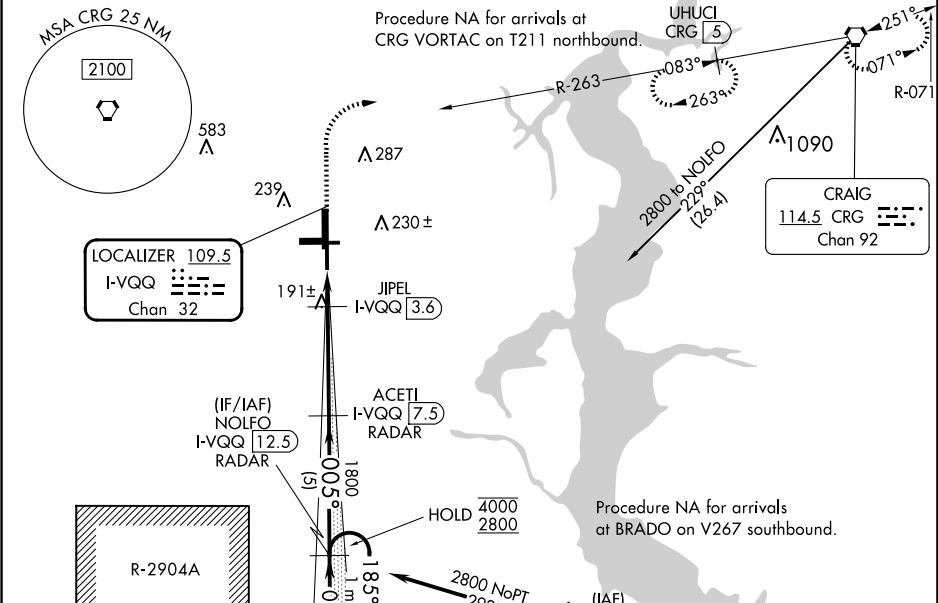 MSA CRG 25 NM
2100
583
Procedure NA for arrivals at
CRG VORTAC on T211 northbound.
UHUCI
CRG 5
251°
071°
R-071
083°
263°
R-263
1090
2800 to NOLFO
229°
(26.4)
CRAIG
114.5 CRG
Chan 92
287
239
230 ±
LOCALIZER 109.5
I-VQQ
Chan 32
191±
JIPEL
I-VQQ 3.6
ACETI
I-VQQ 7.5
RADAR
(IF/IAF)
NOLFO
I-VQQ 12.5
RADAR
1800
005°
(5)
HOLD 4000
2800
Procedure NA for arrivals
at BRADO on V267 southbound.
R-2904A
185°
2800 NoPT
(IAF)